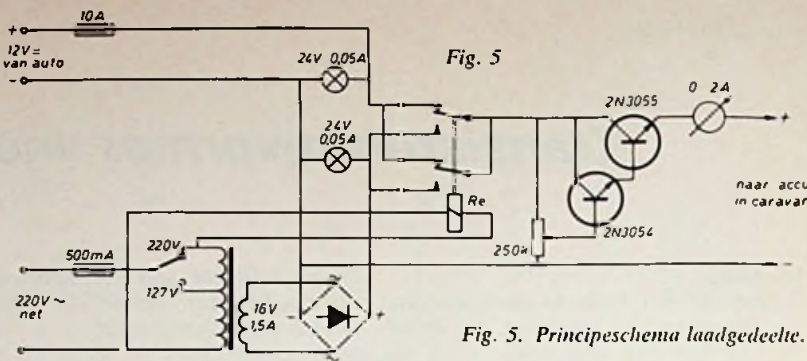 10A
+
12V=
van auto
-
24V 0,05A
Fig. 5
24V
0,05A
2N3055
0 2A
+
naar accu
in caravan
Re
2N3054
250k
-
500mA
220V
127V
220V~
net
16V
1,5A
-
+
Fig. 5. Principeschema laadgedeelte.